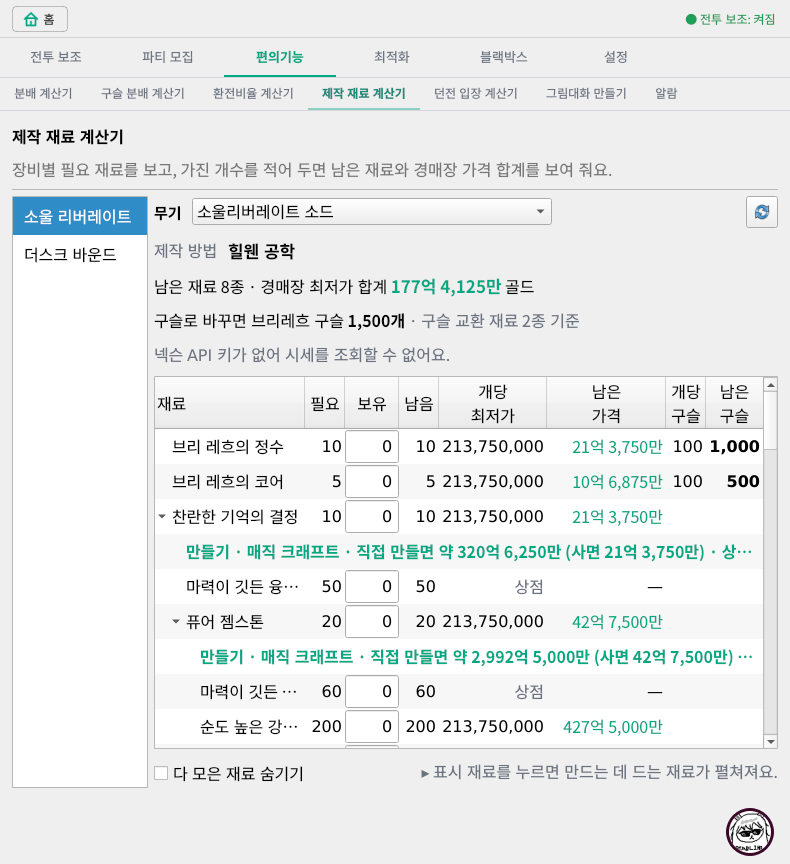 홈
전투 보조: 켜짐
전투 보조 파티 모집 편의기능 최적화 블랙박스 설정
분배 계산기 구슬 분배 계산기 환전비율 계산기 제작 재료 계산기 던전 입장 계산기 그림대화 만들기 알람
제작 재료 계산기
장비별 필요 재료를 보고, 가진 개수를 적어 두면 남은 재료와 경매장 가격 합계를 보여 줘요.
소울 리버레이트
더스크 바운드
무기 소울리버레이트 소드
제작 방법 힐웬 공학
남은 재료 8종 · 경매장 최저가 합계 177억 4,125만 골드
구슬로 바꾸면 브리레흐 구슬 1,500개 · 구슬 교환 재료 2종 기준
넥슨 API 키가 없어 시세를 조회할 수 없어요.
재료 필요 보유 남음 개당 최저가 남은 가격 개당 구슬 남은 구슬
브리 레흐의 정수 10 0 10 213,750,000 21억 3,750만 100 1,000
브리 레흐의 코어 5 0 5 213,750,000 10억 6,875만 100 500
찬란한 기억의 결정 10 0 10 213,750,000 21억 3,750만
만들기 · 매직 크래프트 · 직접 만들면 약 320억 6,250만 (사면 21억 3,750만) · 상…
마력이 깃든 융… 50 0 50 상점 —
퓨어 젬스톤 20 0 20 213,750,000 42억 7,500만
만들기 · 매직 크래프트 · 직접 만들면 약 2,992억 5,000만 (사면 42억 7,500만) …
마력이 깃든 … 60 0 60 상점 —
순도 높은 강… 200 0 200 213,750,000 427억 5,000만
다 모은 재료 숨기기
▸ 표시 재료를 누르면 만드는 데 드는 재료가 펼쳐져요.